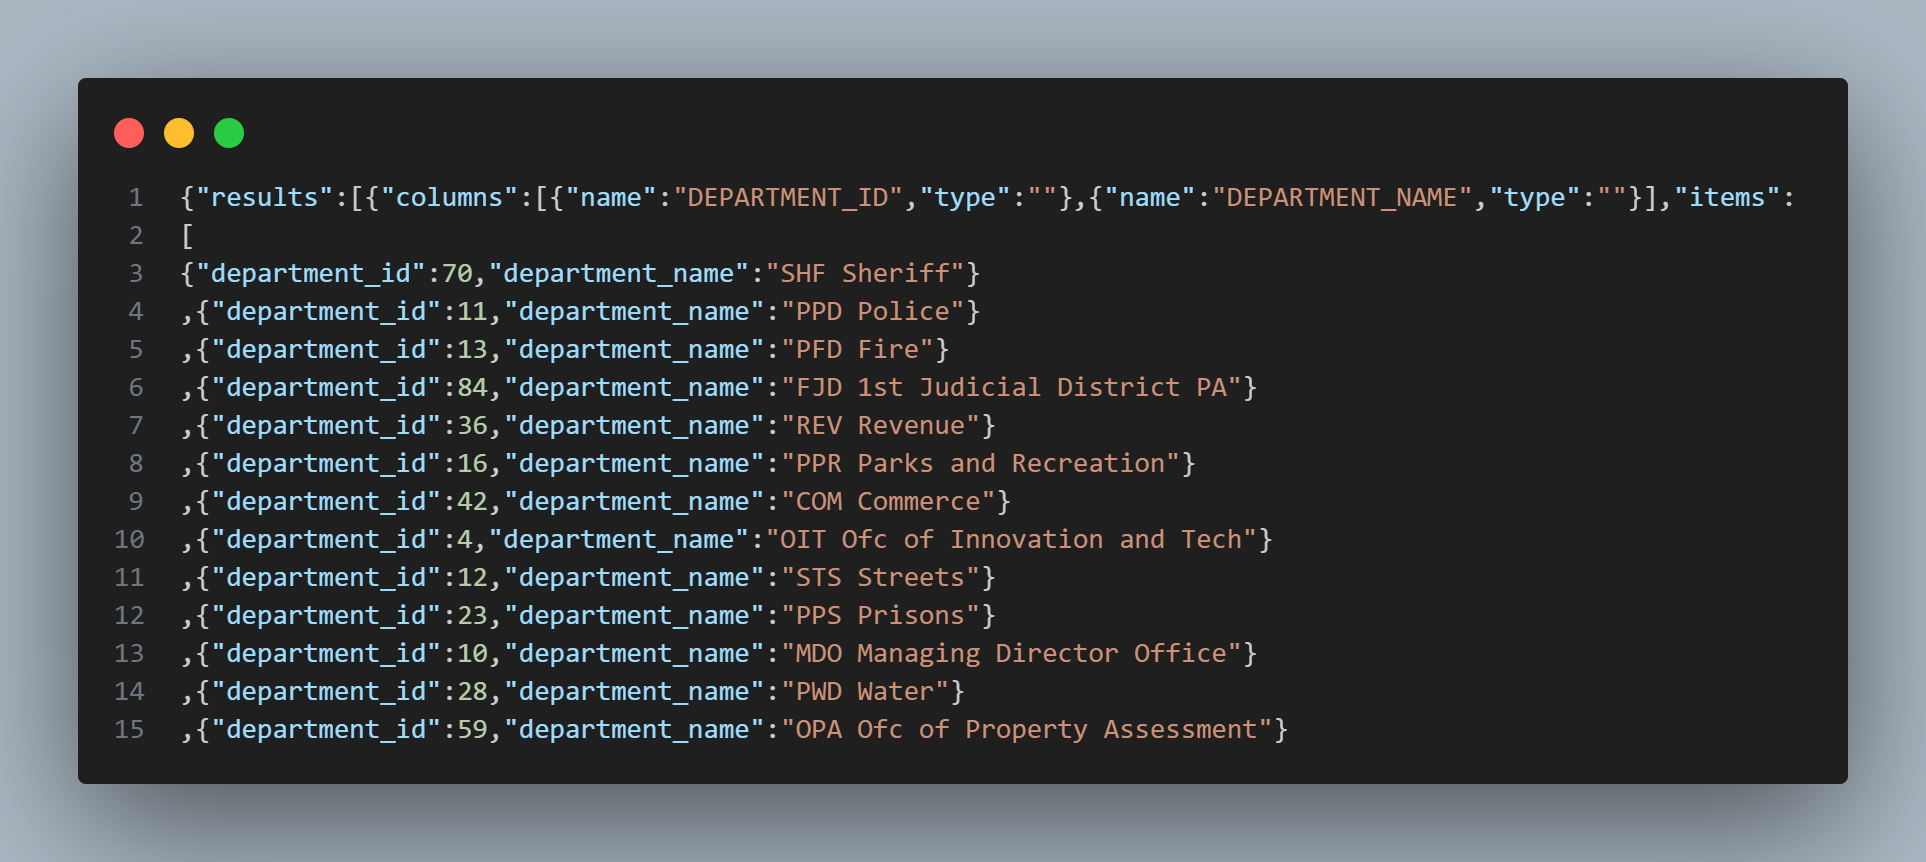 1 {"results":[{"columns":[{"name":"DEPARTMENT_ID","type":""},{"name":"DEPARTMENT_NAME","type":""}],"items":
2 [
3 {"department_id":70,"department_name":"SHF Sheriff"}
4 ,{"department_id":11,"department_name":"PPD Police"}
5 ,{"department_id":13,"department_name":"PFD Fire"}
6 ,{"department_id":84,"department_name":"FJD 1st Judicial District PA"}
7 ,{"department_id":36,"department_name":"REV Revenue"}
8 ,{"department_id":16,"department_name":"PPR Parks and Recreation"}
9 ,{"department_id":42,"department_name":"COM Commerce"}
10 ,{"department_id":4,"department_name":"OIT Ofc of Innovation and Tech"}
11 ,{"department_id":12,"department_name":"STS Streets"}
12 ,{"department_id":23,"department_name":"PPS Prisons"}
13 ,{"department_id":10,"department_name":"MDO Managing Director Office"}
14 ,{"department_id":28,"department_name":"PWD Water"}
15 ,{"department_id":59,"department_name":"OPA Ofc of Property Assessment"}